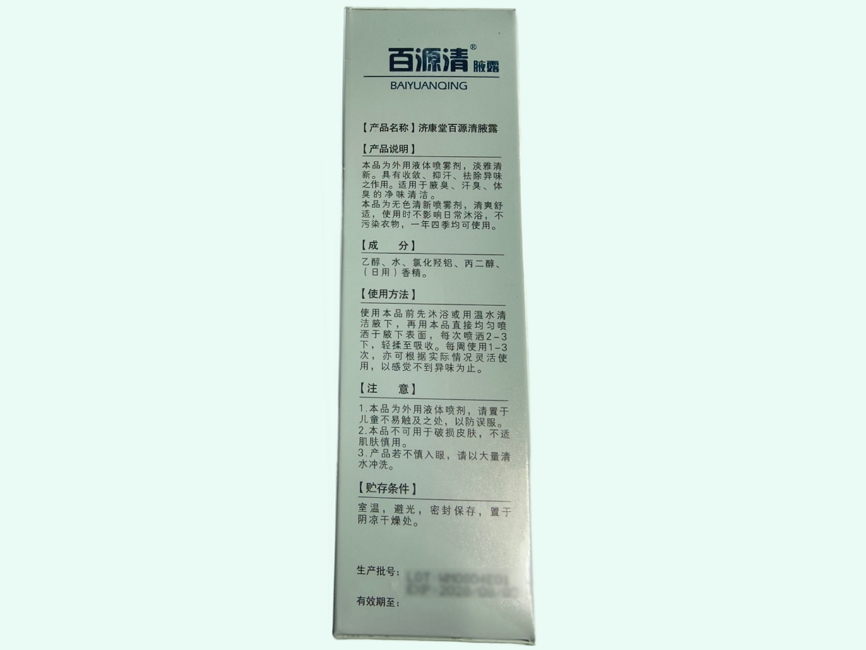 百源清® 腋露
BAIYUANQING
【产品名称】济康堂百源清腋露
【产品说明】
本品为外用液体喷雾剂，淡雅清
新。具有收敛、抑汗、祛除异味
之作用。适用于腋臭、汗臭、体
臭的净味清洁。
本品为无色清新喷雾剂，清爽舒
适，使用时不影响日常沐浴，不
污染衣物，一年四季均可使用。
【成 分】
乙醇、水、氯化羟铝、丙二醇、
（日用）香精。
【使用方法】
使用本品前先沐浴或用温水清
洁腋下，再用本品直接均匀喷
洒于腋下表面，每次喷洒2-3
下，轻揉至吸收。每周使用1-3
次，亦可根据实际情况灵活使
用，以感觉不到异味为止。
【注 意】
1.本品为外用液体喷剂，请置于
儿童不易触及之处，以防误服。
2.本品不可用于破损皮肤，不适
肌肤慎用。
3.产品若不慎入眼，请以大量清
水冲洗。
【贮存条件】
室温，避光，密封保存，置于
阴凉干燥处。
生产批号：
有效期至：